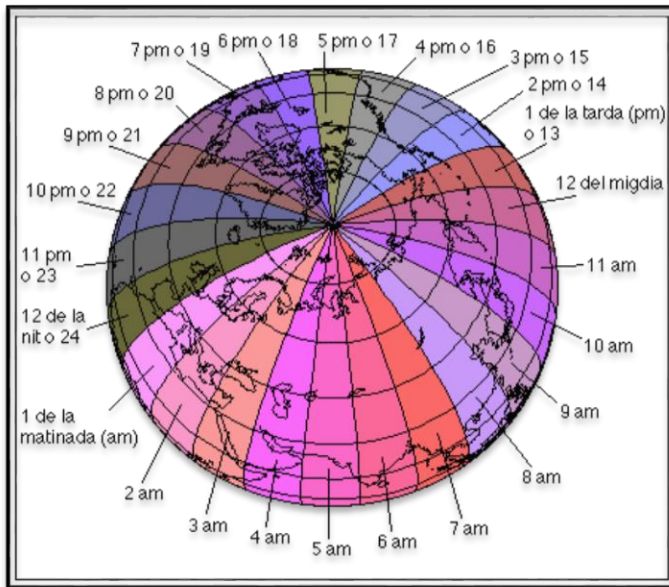 7 pm o 19
6 pm o 18
5 pm o 17
4 pm o 16
3 pm o 15
2 pm o 14
1 de la tarda (pm)
o 13
12 del migdia
11 am
10 am
9 am
8 am
7 am
6 am
5 am
4 am
3 am
2 am
1 de la
matinada (am)
12 de la
nit o 24
11 pm
o 23
10 pm o 22
9 pm o 21
8 pm o 20